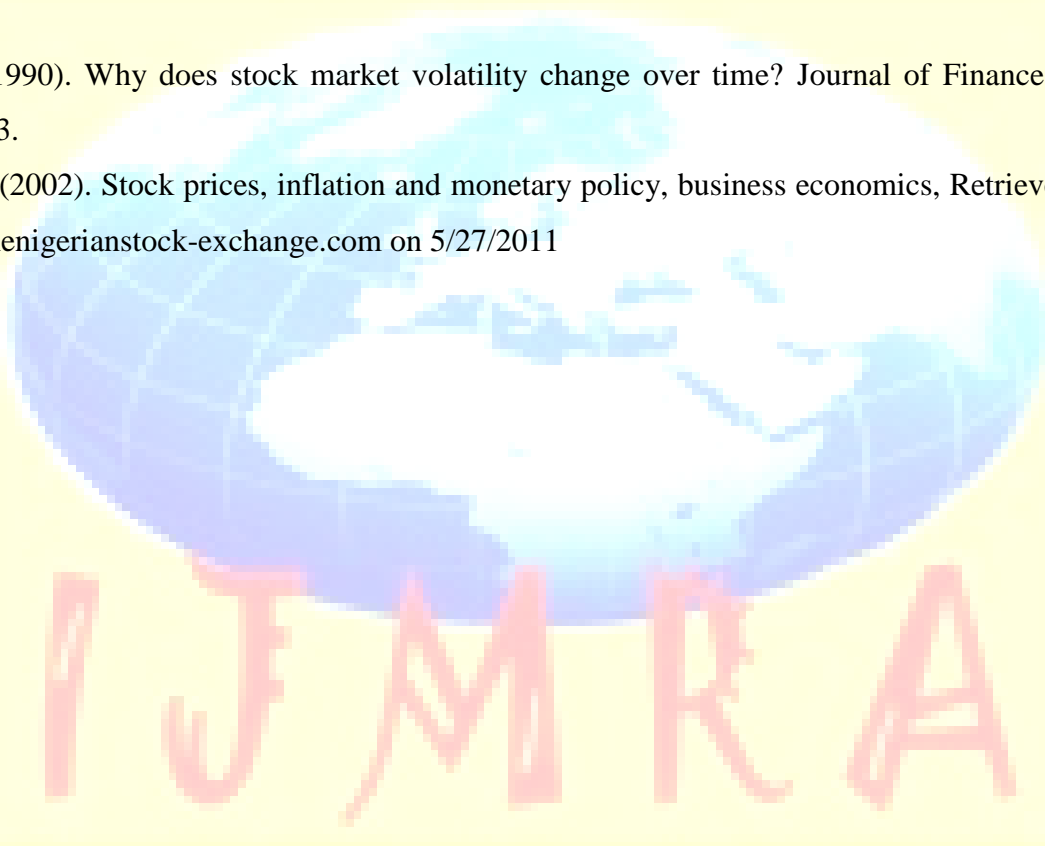 1990). Why does stock market volatility change over time? Journal of Finance
3.
(2002). Stock prices, inflation and monetary policy, business economics, Retriev
enigerianstock-exchange.com on 5/27/2011
IJMRA